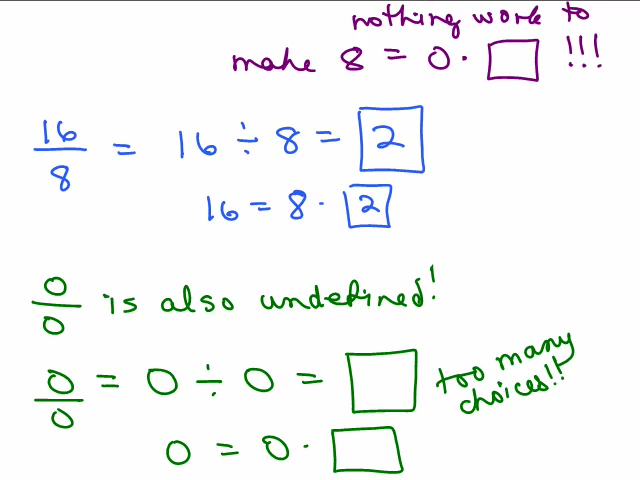 nothing work to
make 8 = 0 · □ !!!
16/8 = 16 ÷ 8 = 2
16 = 8 · 2
0/0 is also undefined!
0/0 = 0 ÷ 0 = □ too many
choices!!
0 = 0 · □